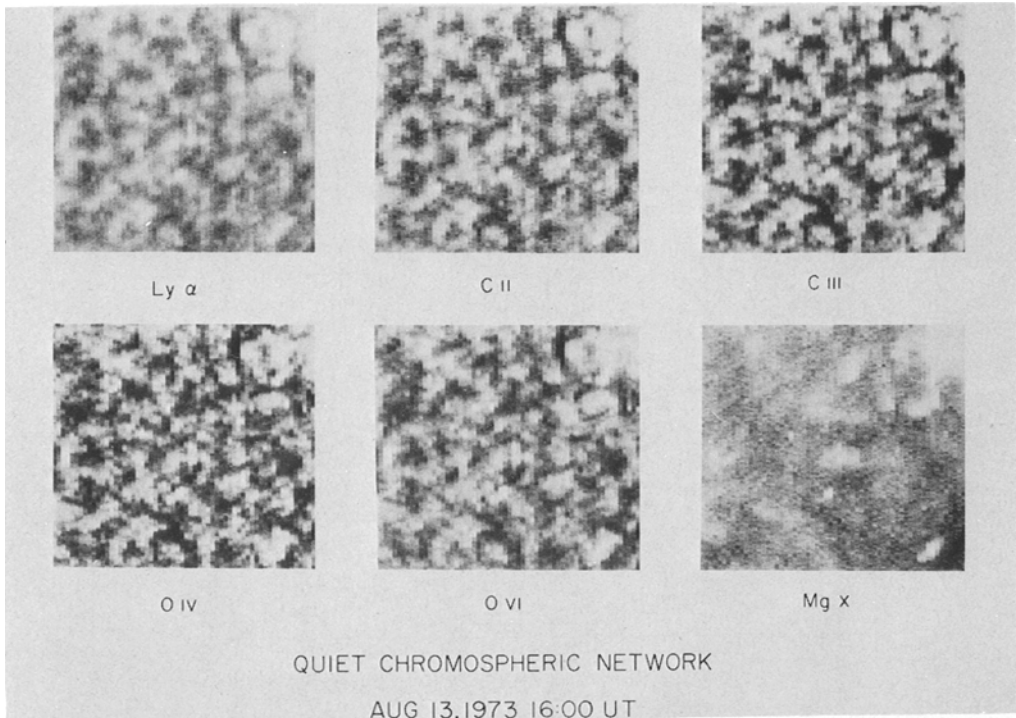 Ly α
C II
C III
O IV
O VI
Mg X
QUIET CHROMOSPHERIC NETWORK
AUG 13, 1973 16:00 UT